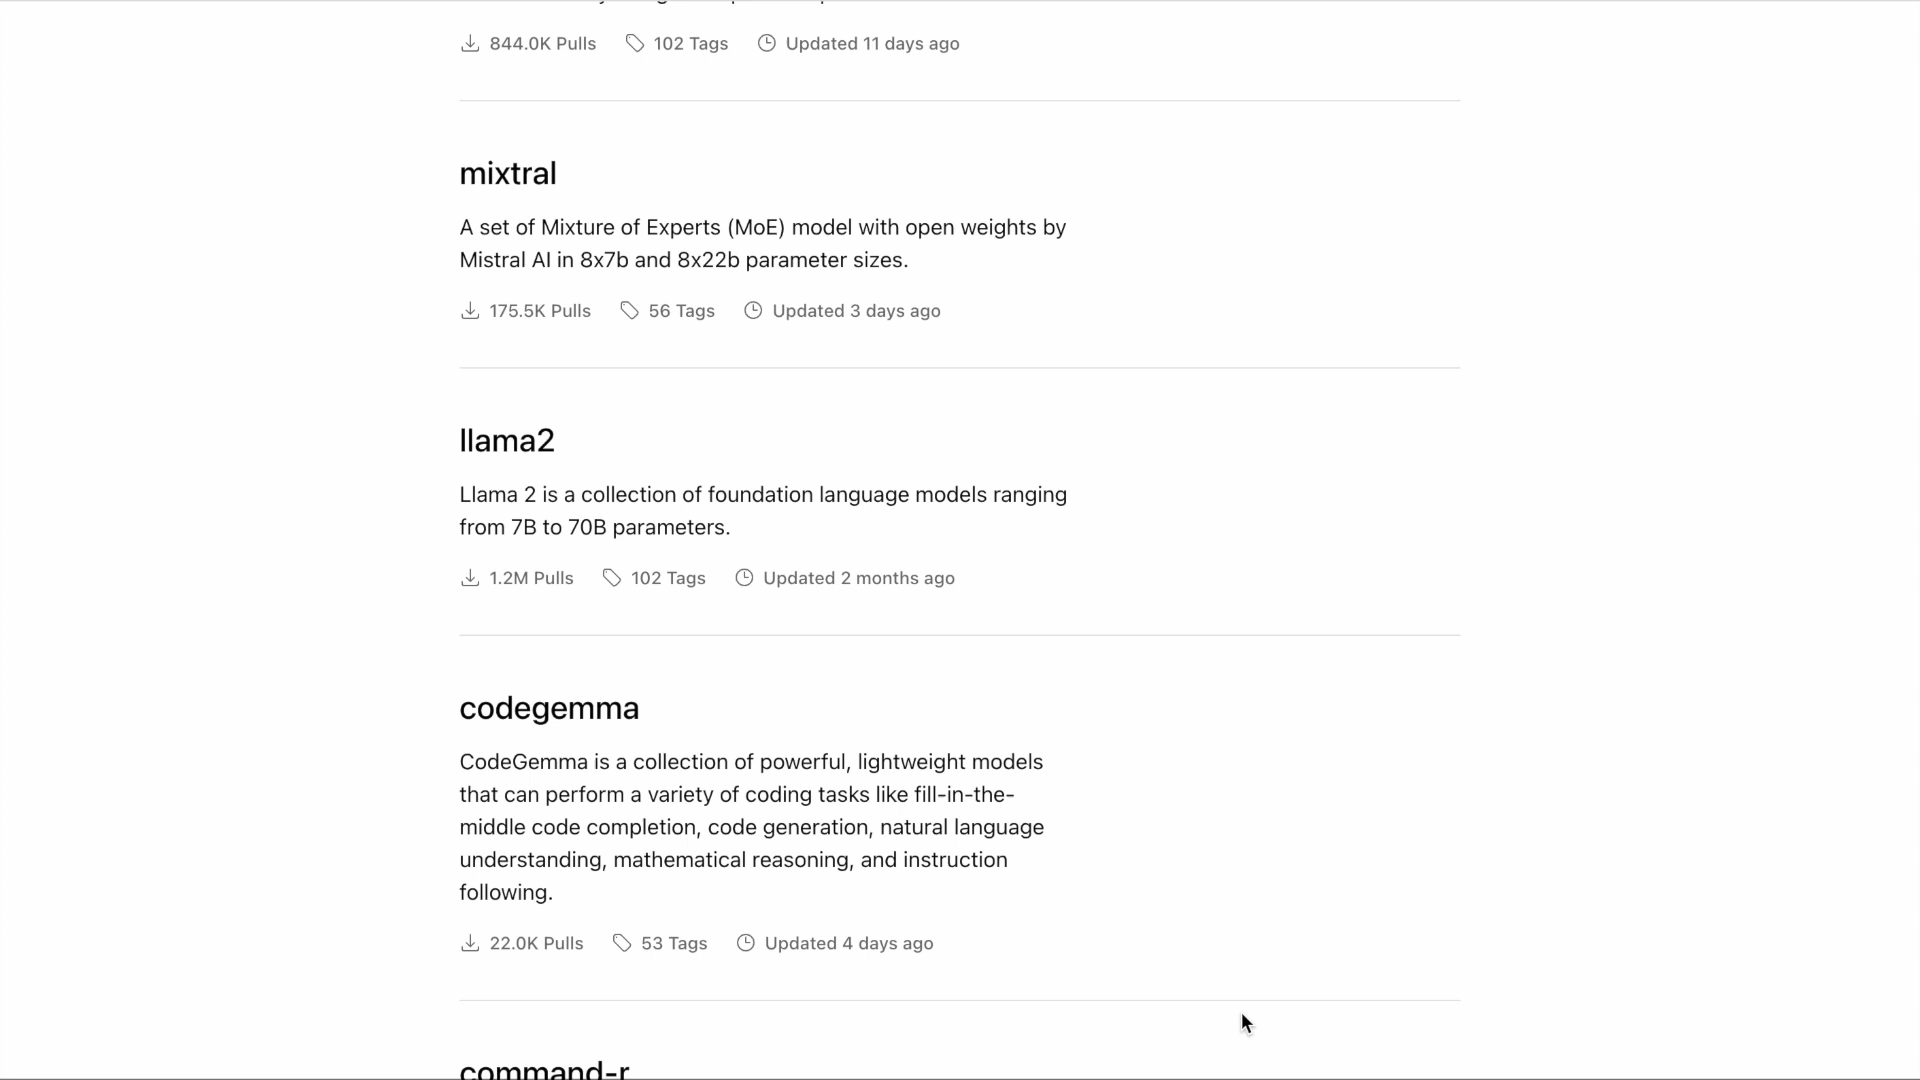 844.0K Pulls 102 Tags Updated 11 days ago
mixtral
A set of Mixture of Experts (MoE) model with open weights by
Mistral AI in 8x7b and 8x22b parameter sizes.
175.5K Pulls 56 Tags Updated 3 days ago
llama2
Llama 2 is a collection of foundation language models ranging
from 7B to 70B parameters.
1.2M Pulls 102 Tags Updated 2 months ago
codegemma
CodeGemma is a collection of powerful, lightweight models
that can perform a variety of coding tasks like fill-in-the-
middle code completion, code generation, natural language
understanding, mathematical reasoning, and instruction
following.
22.0K Pulls 53 Tags Updated 4 days ago
command-r